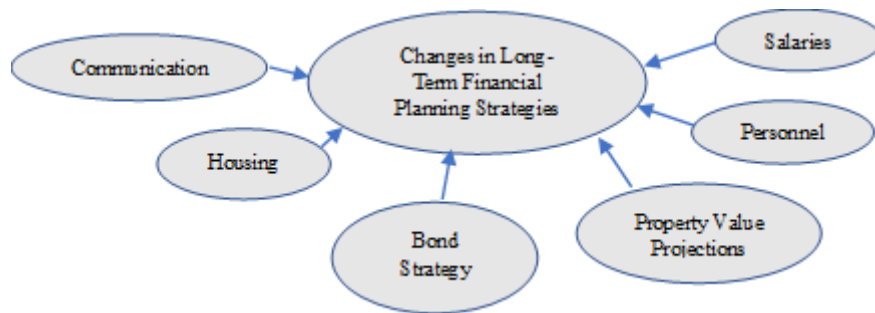 Communication
Changes in Long-
Term Financial
Planning Strategies
Salaries
Housing
Personnel
Bond
Strategy
Property Value
Projections